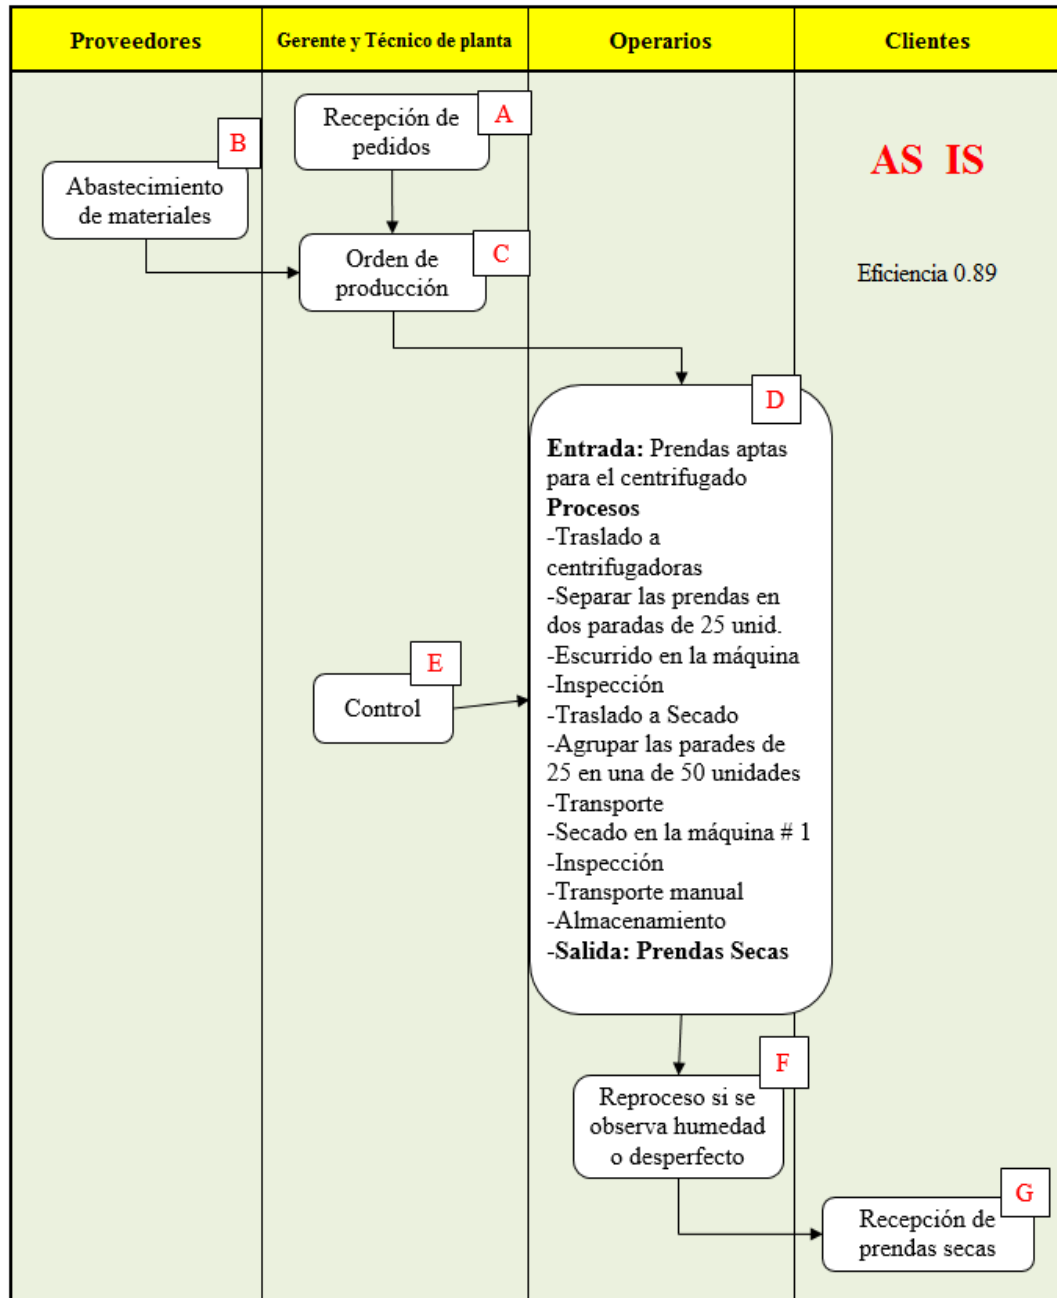 Proveedores
Gerente y Técnico de planta
Operarios
Clientes
A
Recepción de
pedidos
B
Abastecimiento
de materiales
AS IS
C
Orden de
producción
Eficiencia 0.89
D
Entrada: Prendas aptas
para el centrifugado
Procesos
-Traslado a
centrifugadoras
-Separar las prendas en
dos paradas de 25 unid.
-Escurrido en la máquina
-Inspección
-Traslado a Secado
-Agrupar las parades de
25 en una de 50 unidades
-Transporte
-Secado en la máquina # 1
-Inspección
-Transporte manual
-Almacenamiento
-Salida: Prendas Secas
E
Control
F
Reproceso si se
observa humedad
o desperfecto
G
Recepción de
prendas secas